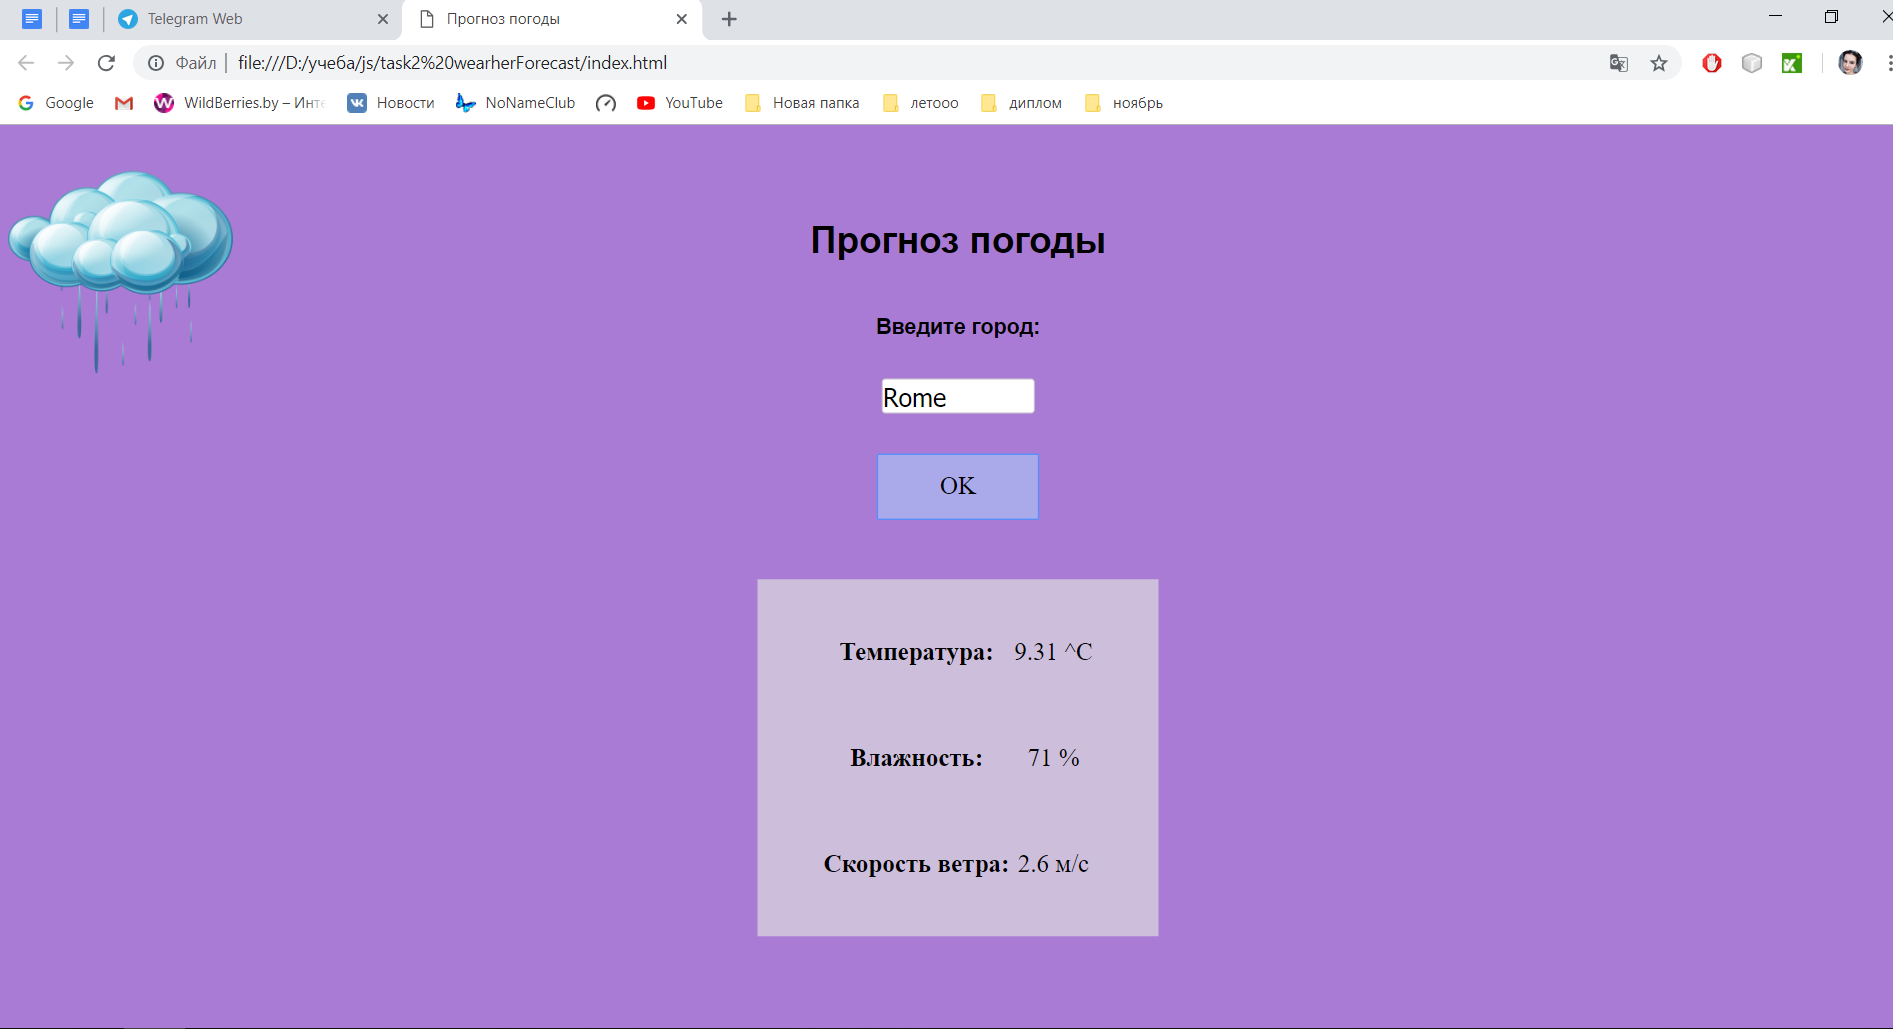 Telegram Web
Прогноз погоды
Файл
file:///D:/учеба/js/task2%20wearherForecast/index.html
Google
WildBerries.by – Инте
Новости
NoNameClub
YouTube
Новая папка
летооо
диплом
ноябрь
Прогноз погоды
Введите город:
Rome
OK
Температура: 9.31 ^C
Влажность: 71 %
Скорость ветра: 2.6 м/с